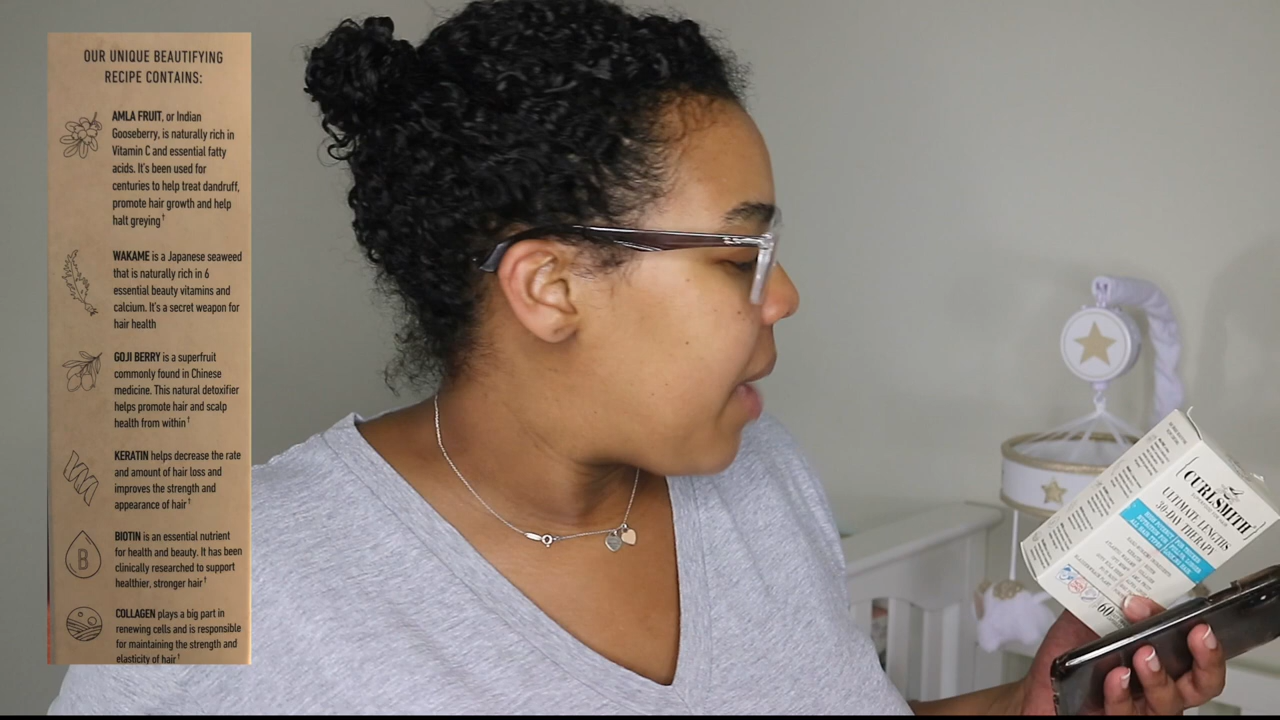 OUR UNIQUE BEAUTIFYING
RECIPE CONTAINS:
AMLA FRUIT, or Indian
Gooseberry, is naturally rich in
Vitamin C and essential fatty
acids. It's been used for
centuries to help treat dandruff,
promote hair growth and help
halt greying†
WAKAME is a Japanese seaweed
that is naturally rich in 6
essential beauty vitamins and
calcium. It's a secret weapon for
hair health
GOJI BERRY is a superfruit
commonly found in Chinese
medicine. This natural detoxifier
helps promote hair and scalp
health from within†
KERATIN helps decrease the rate
and amount of hair loss and
improves the strength and
appearance of hair†
B
BIOTIN is an essential nutrient
for health and beauty. It has been
clinically researched to support
healthier, stronger hair†
COLLAGEN plays a big part in
renewing cells and is responsible
for maintaining the strength and
elasticity of hair†
CURLSMITH
ULTIMATE LENGTHS
30-DAY THERAPY
60